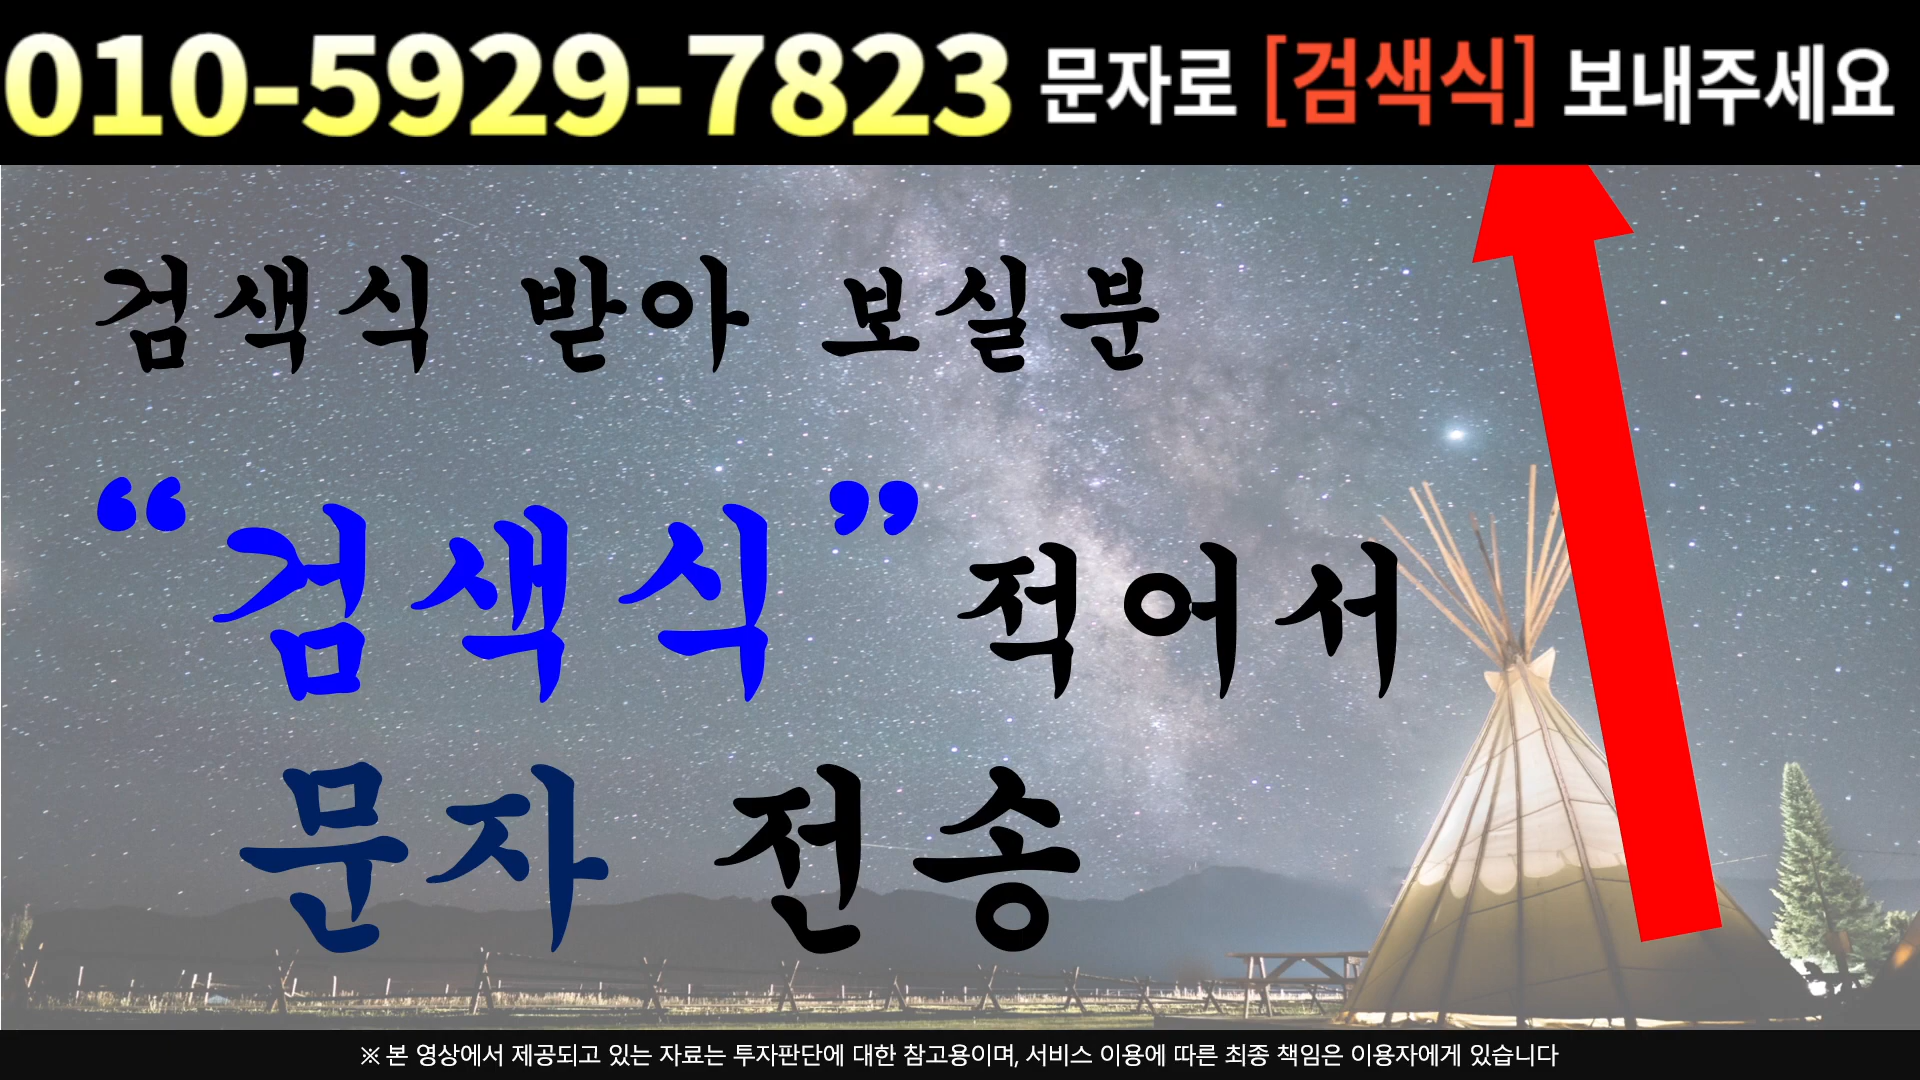 010-5929-7823 문자로 [검색식] 보내주세요
검색식 받아 보실분
“검색식” 적어서
문자 전송
※ 본 영상에서 제공되고 있는 자료는 투자판단에 대한 참고용이며, 서비스 이용에 따른 최종 책임은 이용자에게 있습니다